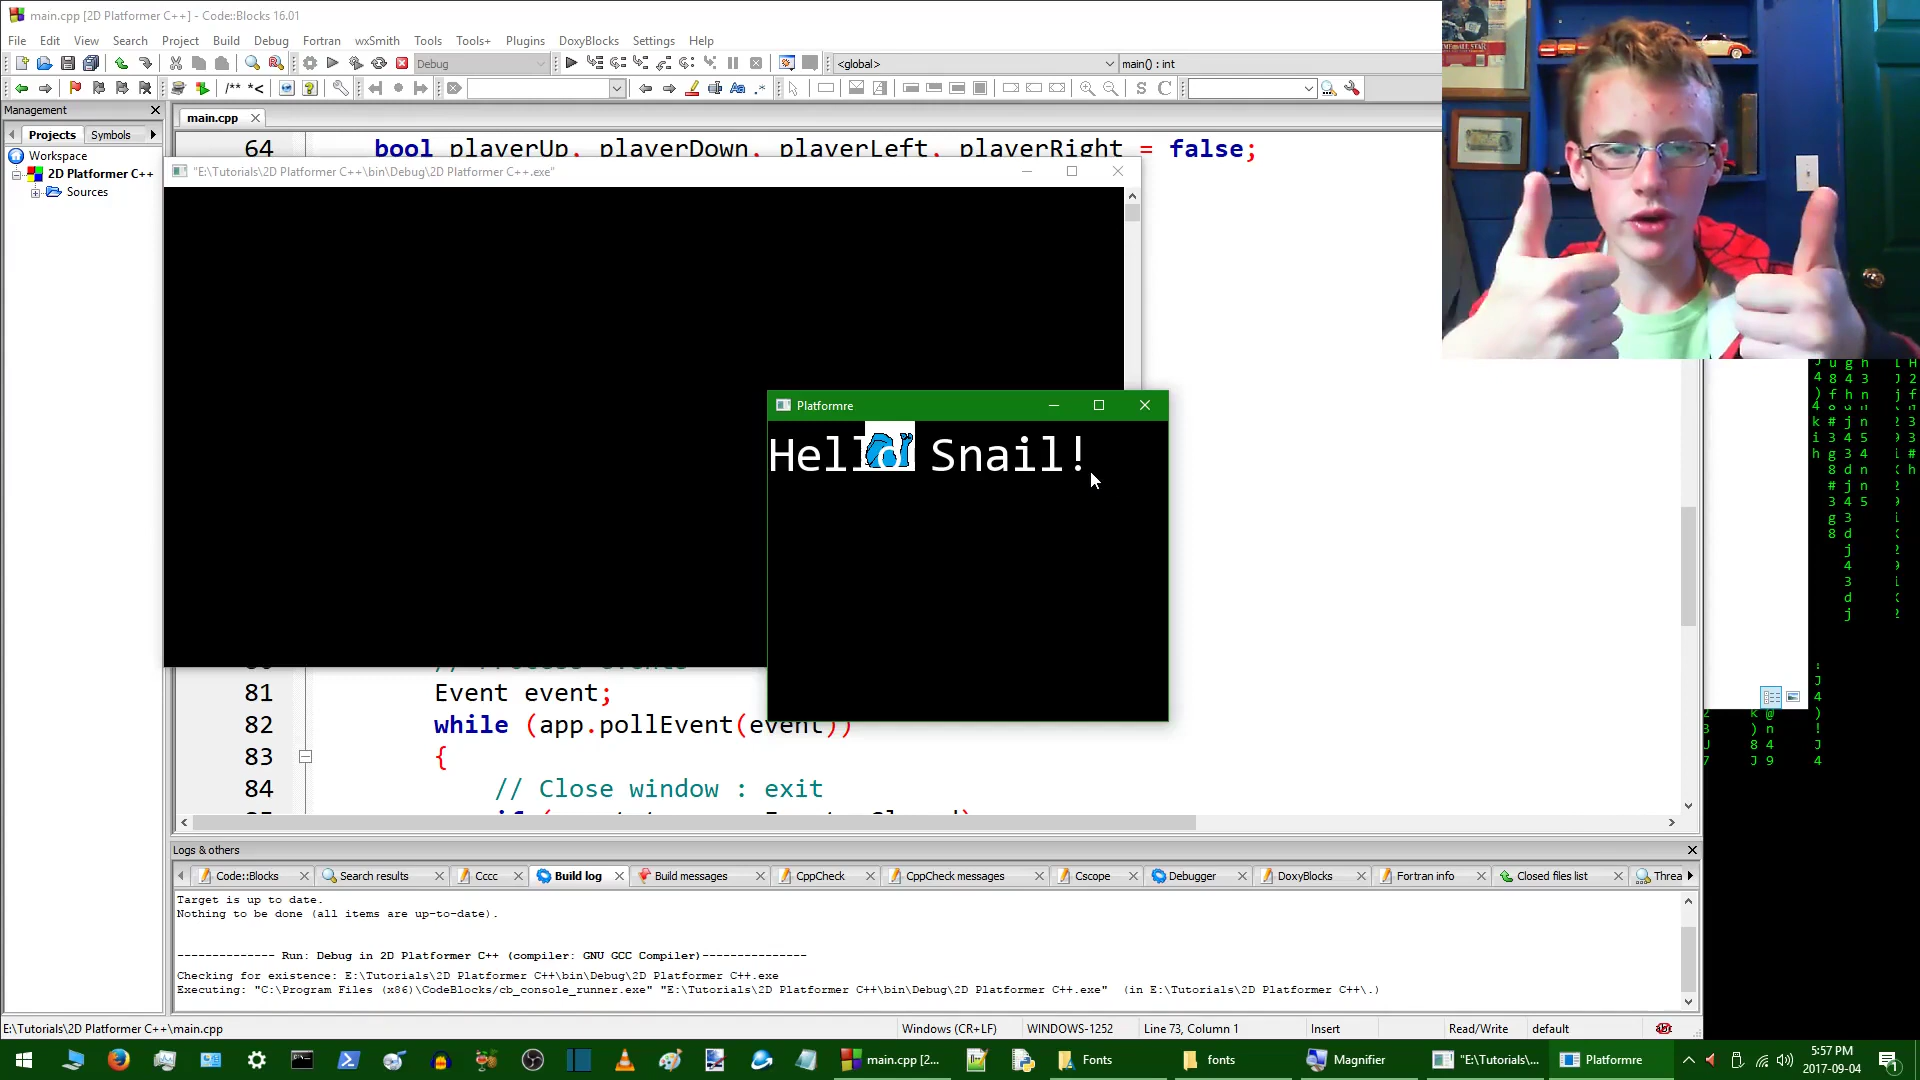 main.cpp [2D Platformer C++] - Code::Blocks 16.01
File Edit View Search Project Build Debug Fortran wxSmith Tools Tools+ Plugins DoxyBlocks Settings Help
Debug
<global>
main() : int
/** *<
Management
Projects
Symbols
Workspace
2D Platformer C++
Sources
main.cpp
64 bool playerUp, playerDown, playerLeft, playerRight = false;
"E:\Tutorials\2D Platformer C++\bin\Debug\2D Platformer C++.exe"
Platformre
Hello Snail!
81 Event event;
82 while (app.pollEvent(event))
83 {
84 // Close window : exit
Logs & others
Code::Blocks
Search results
Cccc
Build log
Build messages
CppCheck
CppCheck messages
Cscope
Debugger
DoxyBlocks
Fortran info
Closed files list
Threa
Target is up to date.
Nothing to be done (all items are up-to-date).
-------------- Run: Debug in 2D Platformer C++ (compiler: GNU GCC Compiler)---------------
Checking for existence: E:\Tutorials\2D Platformer C++\bin\Debug\2D Platformer C++.exe
Executing: "C:\Program Files (x86)\CodeBlocks/cb_console_runner.exe" "E:\Tutorials\2D Platformer C++\bin\Debug\2D Platformer C++.exe"  (in E:\Tutorials\2D Platformer C++\.)
E:\Tutorials\2D Platformer C++\main.cpp
Windows (CR+LF)
WINDOWS-1252
Line 73, Column 1
Insert
Read/Write
default
main.cpp [2...
Fonts
fonts
Magnifier
"E:\Tutorials\...
Platformre
5:57 PM
2017-09-04